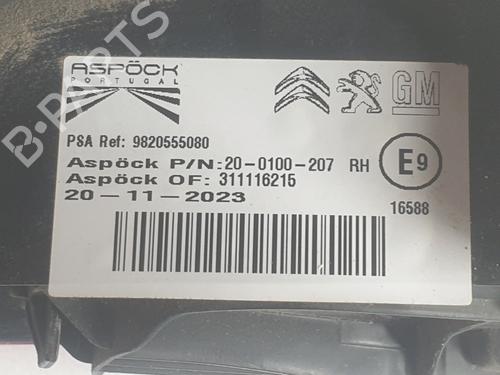 ASPÖCK
PORTUGAL
GM
PSA Ref: 9820555080
Aspöck P/N:20-0100-207 RH
E9
Aspöck OF: 311116215
20-11-2023
16588
B-PARTS